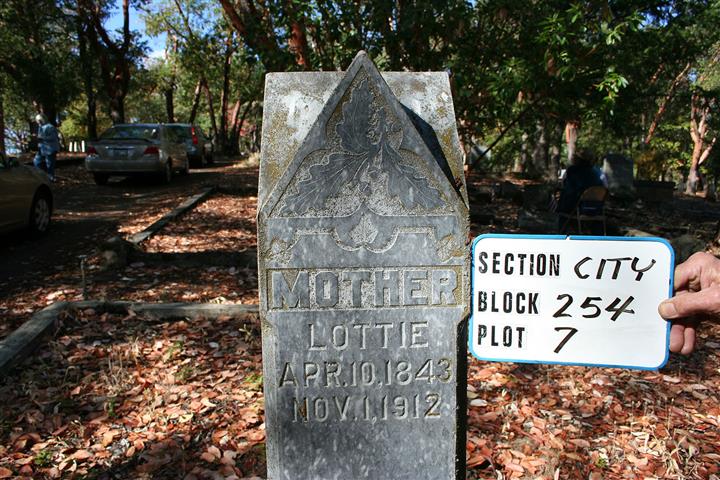 MOTHER
LOTTIE
APR.10.1843
NOV.1,1912
SECTION CITY
BLOCK 254
PLOT 7